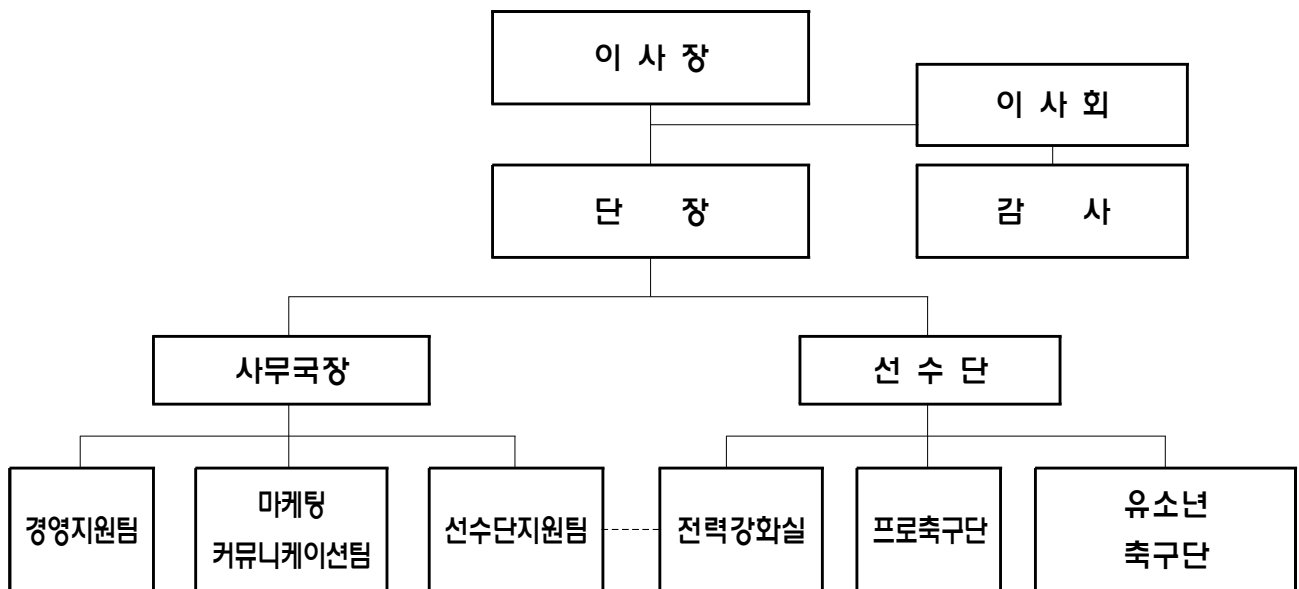 이 사 장
이 사 회
단 장
감 사
사무국장
선 수 단
경영지원팀
마케팅
커뮤니케이션팀
선수단지원팀
전력강화실
프로축구단
유소년
축구단